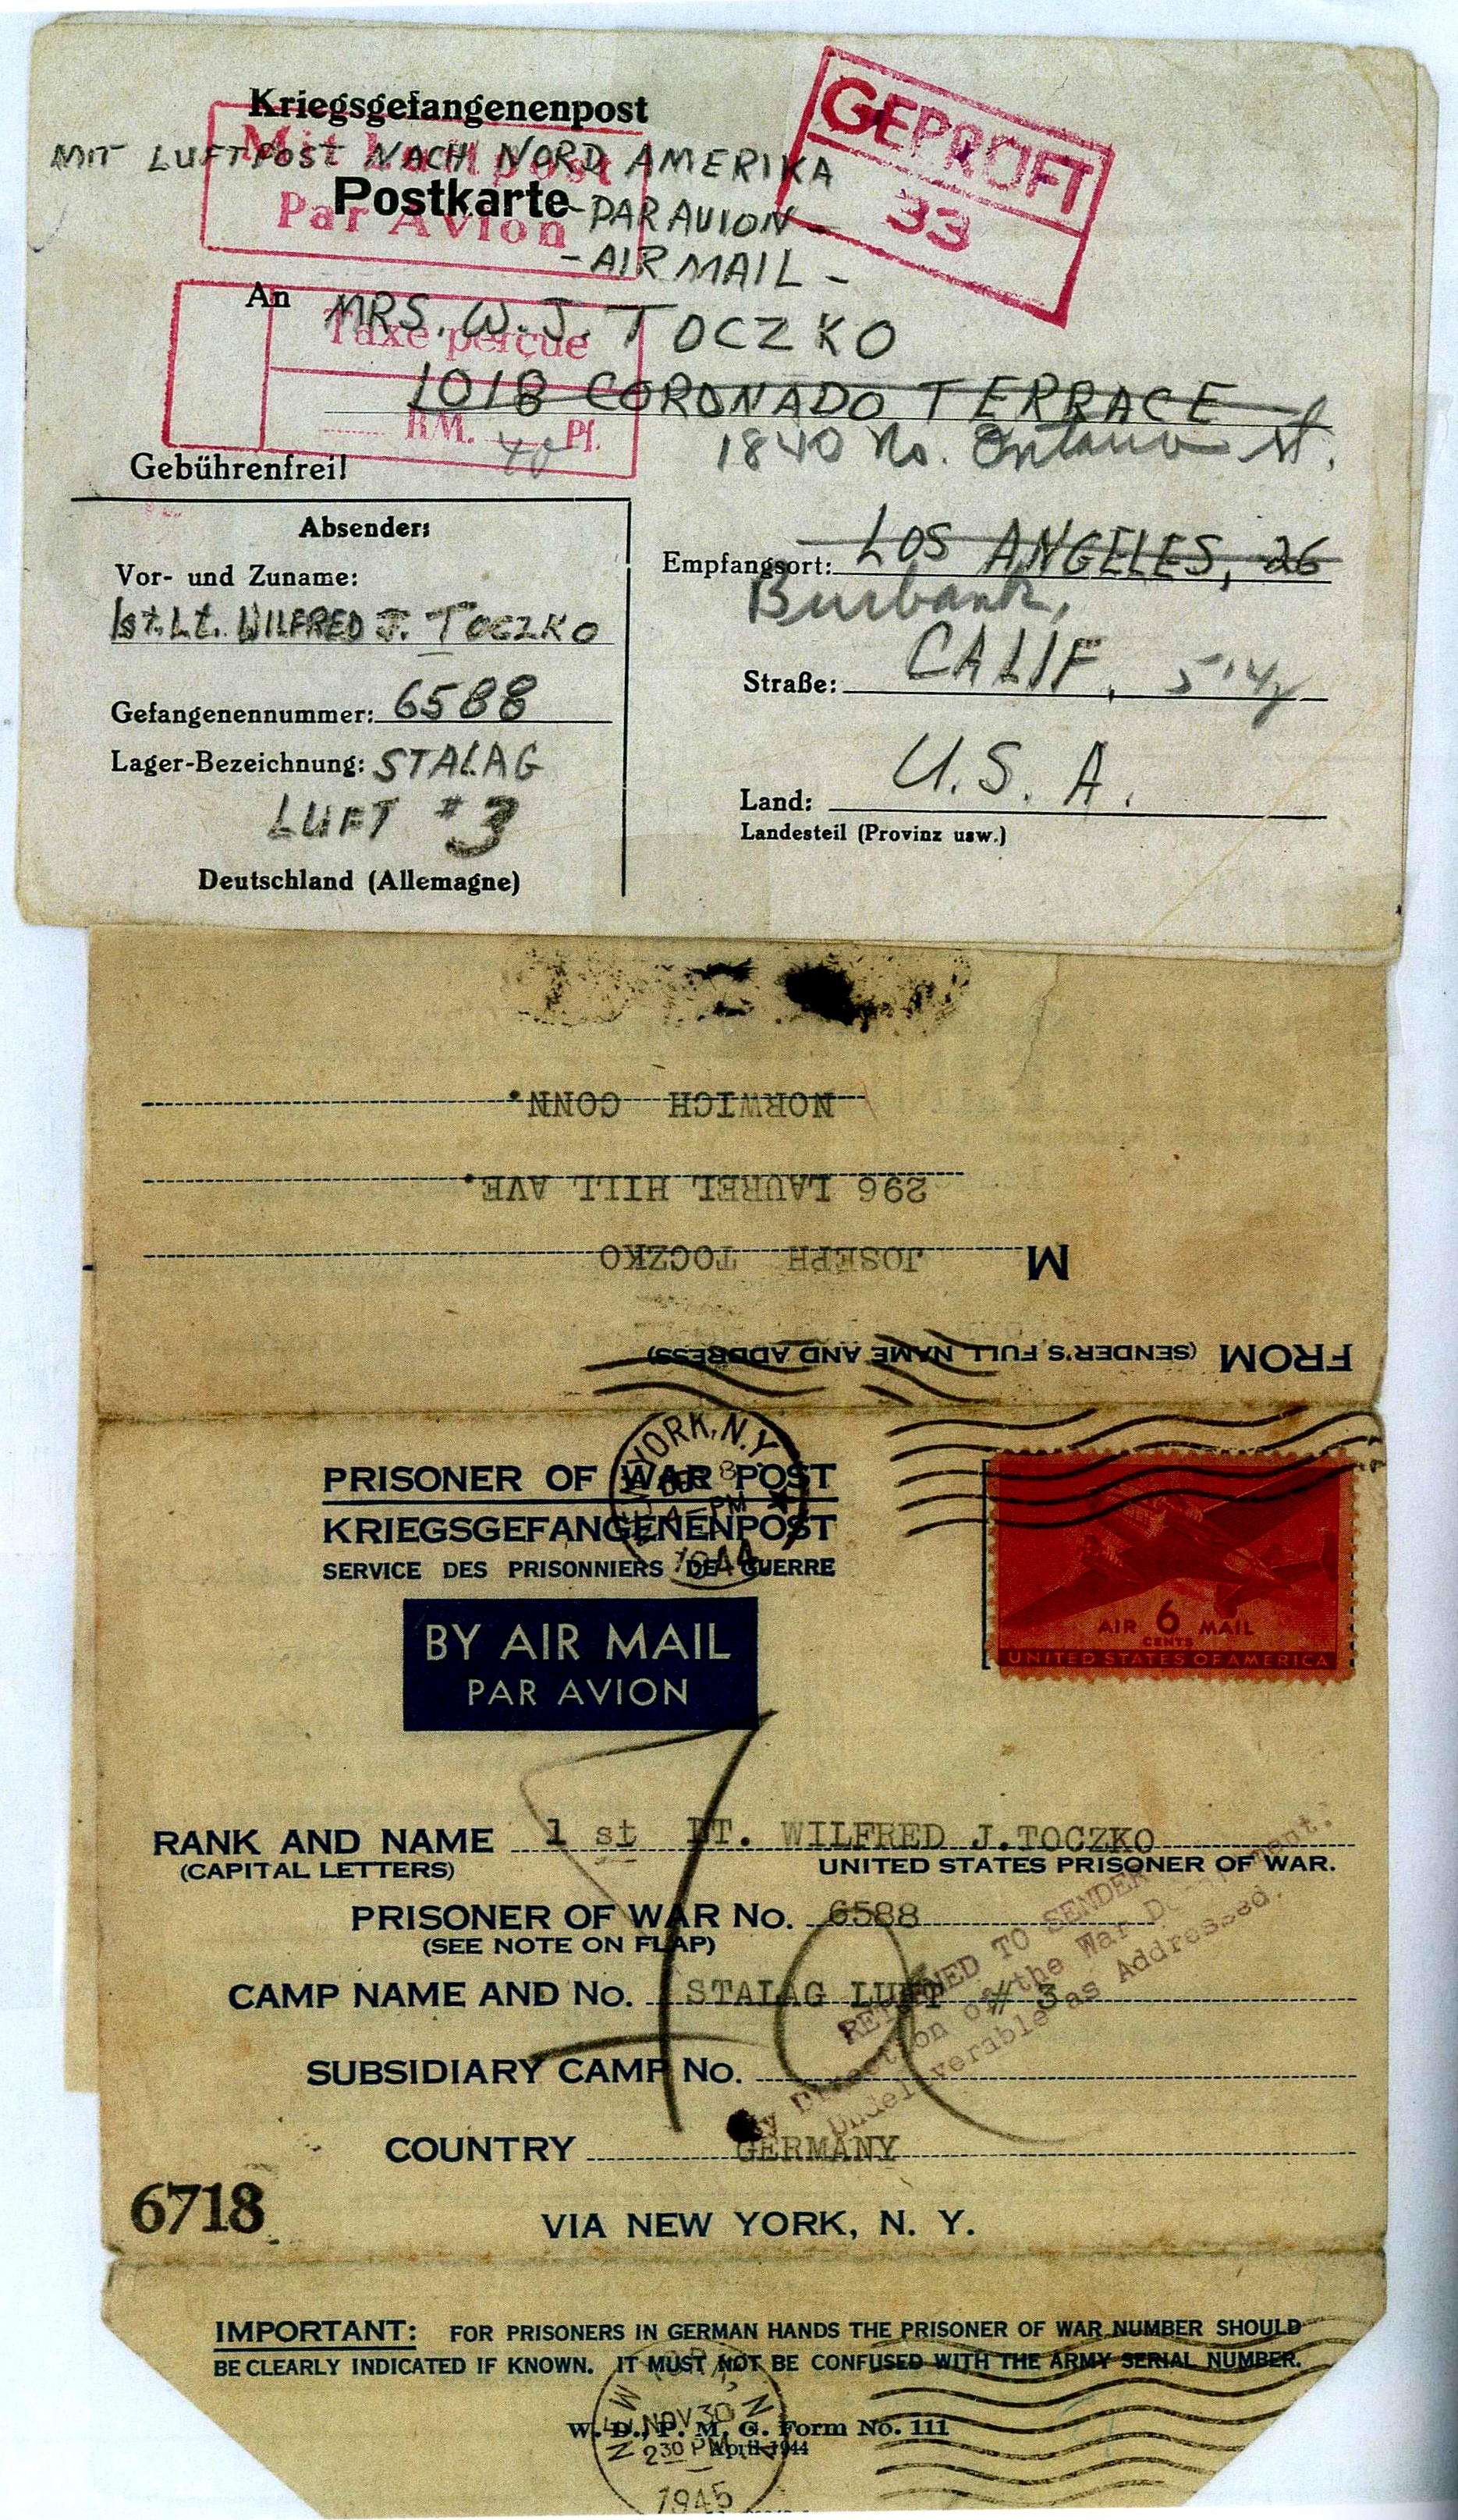 Kriegsgefangenenpost
Mit Luftpost
MIT LUFTPOST NACH NORD AMERIKA
Postkarte -PAR AVION-
Par Avion
-AIR MAIL-
GEPRÜFT
33
An MRS. W. J. TOCZKO
Taxe perçue
1018 CORONADO TERRACE
RM. 40 Pf.
1840 No. Ontario St.
Gebührenfrei!
Absender:
Vor- und Zuname:
1st. Lt. WILFRED J. TOCZKO
Gefangenennummer: 6588
Lager-Bezeichnung: STALAG
LUFT #3
Deutschland (Allemagne)
Empfangsort: LOS ANGELES, 26
Burbank,
Straße: CALIF.
Land: U.S.A.
Landesteil (Provinz usw.)
FROM (SENDER'S FULL NAME AND ADDRESS)
M JOSEPH TOCZKO
296 LAUREL HILL AVE.
NORWICH CONN.
YORK, N.Y.
8
PM
1944
PRISONER OF WAR POST
KRIEGSGEFANGENENPOST
SERVICE DES PRISONNIERS DE GUERRE
BY AIR MAIL
PAR AVION
AIR 6 MAIL
CENTS
UNITED STATES OF AMERICA
RANK AND NAME 1 st LT. WILFRED J.TOCZKO
(CAPITAL LETTERS) UNITED STATES PRISONER OF WAR.
PRISONER OF WAR No. 6588
(SEE NOTE ON FLAP)
CAMP NAME AND No. STALAG LUFT # 3
SUBSIDIARY CAMP No.
COUNTRY GERMANY
RETURNED TO SENDER
By Direction of the War Department.
Undeliverable as Addressed.
6718
VIA NEW YORK, N. Y.
IMPORTANT: FOR PRISONERS IN GERMAN HANDS THE PRISONER OF WAR NUMBER SHOULD
BE CLEARLY INDICATED IF KNOWN. IT MUST NOT BE CONFUSED WITH THE ARMY SERIAL NUMBER.
W. D., P. M. G. Form No. 111
April 1944
NOV 30
230 PM
1945